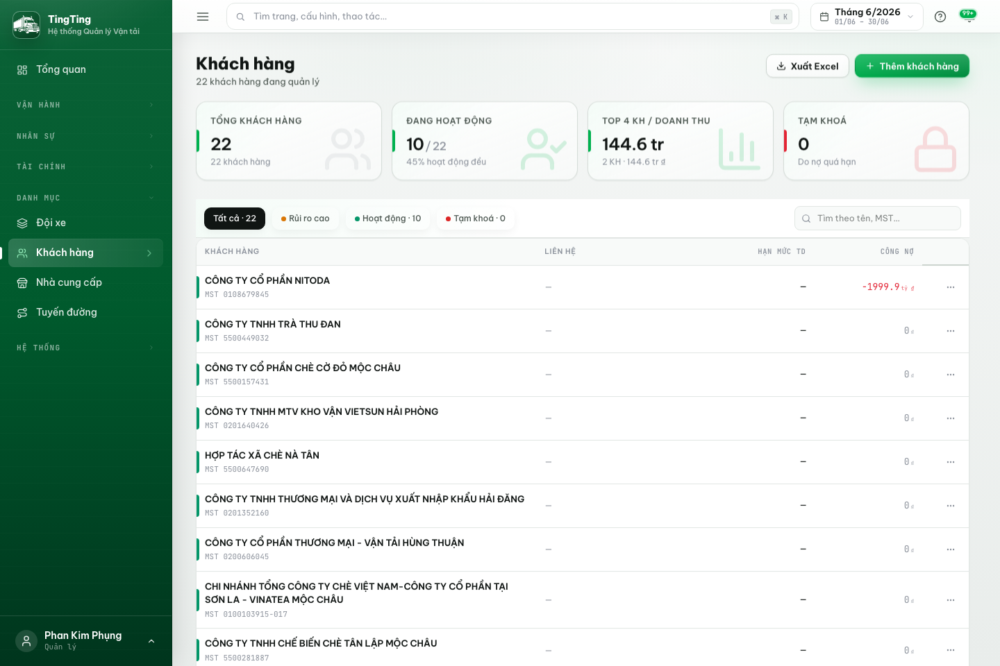 TingTing
Hệ thống Quản lý Vận tải
Tổng quan
VẬN HÀNH
NHÂN SỰ
TÀI CHÍNH
DANH MỤC
Đội xe
Khách hàng
Nhà cung cấp
Tuyến đường
HỆ THỐNG
Phan Kim Phụng
Quản lý
Tìm trang, cấu hình, thao tác...
⌘ K
Tháng 6/2026
01/06 – 30/06
99+
Khách hàng
22 khách hàng đang quản lý
Xuất Excel
Thêm khách hàng
TỔNG KHÁCH HÀNG
22
22 khách hàng
ĐANG HOẠT ĐỘNG
10 / 22
45% hoạt động đều
TOP 4 KH / DOANH THU
144.6 tr
2 KH · 144.6 tr ₫
TẠM KHOÁ
0
Do nợ quá hạn
Tất cả · 22
Rủi ro cao
Hoạt động · 10
Tạm khoá · 0
Tìm theo tên, MST...
KHÁCH HÀNG LIÊN HỆ HẠN MỨC TD CÔNG NỢ
CÔNG TY CỔ PHẦN NITODA
MST 0108679845
— — -1999.9 tỷ ₫
CÔNG TY TNHH TRÀ THU ĐAN
MST 5500449032
— — 0 ₫
CÔNG TY CỔ PHẦN CHÈ CỜ ĐỎ MỘC CHÂU
MST 5500157431
— — 0 ₫
CÔNG TY TNHH MTV KHO VẬN VIETSUN HẢI PHÒNG
MST 0201640426
— — 0 ₫
HỢP TÁC XÃ CHÈ NÀ TÂN
MST 5500647690
— — 0 ₫
CÔNG TY TNHH THƯƠNG MẠI VÀ DỊCH VỤ XUẤT NHẬP KHẨU HẢI ĐĂNG
MST 0201352160
— — 0 ₫
CÔNG TY CỔ PHẦN THƯƠNG MẠI - VẬN TẢI HÙNG THUẬN
MST 0200606045
— — 0 ₫
CHI NHÁNH TỔNG CÔNG TY CHÈ VIỆT NAM-CÔNG TY CỔ PHẦN TẠI
SƠN LA - VINATEA MỘC CHÂU
MST 0100103915-017
— — 0 ₫
CÔNG TY TNHH CHẾ BIẾN CHÈ TÂN LẬP MỘC CHÂU
MST 5500281887
— — 0 ₫